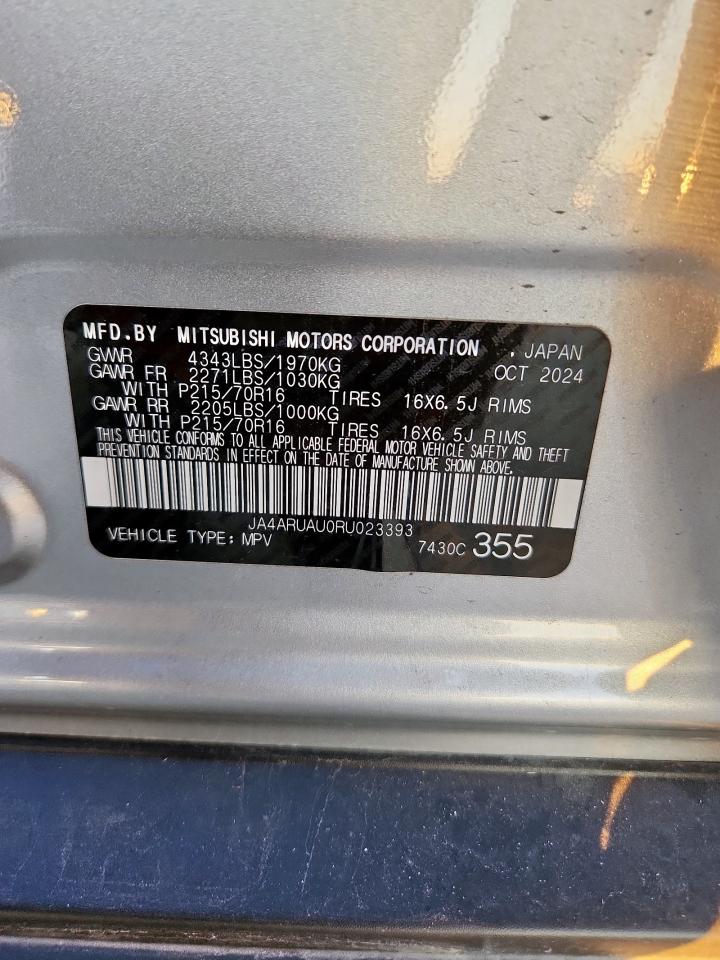 MFD.BY MITSUBISHI MOTORS CORPORATION , JAPAN
GWWR 4343LBS/1970KG OCT 2024
GAWR FR 2271LBS/1030KG
WITH P215/70R16 TIRES 16X6.5J RIMS
GAWR RR 2205LBS/1000KG
WITH P215/70R16 TIRES 16X6.5J RIMS
THIS VEHICLE CONFORMS TO ALL APPLICABLE FEDERAL MOTOR VEHICLE SAFETY AND THEFT
PREVENTION STANDARDS IN EFFECT ON THE DATE OF MANUFACTURE SHOWN ABOVE.
JA4ARUAU0RU023393
VEHICLE TYPE: MPV 7430C 355